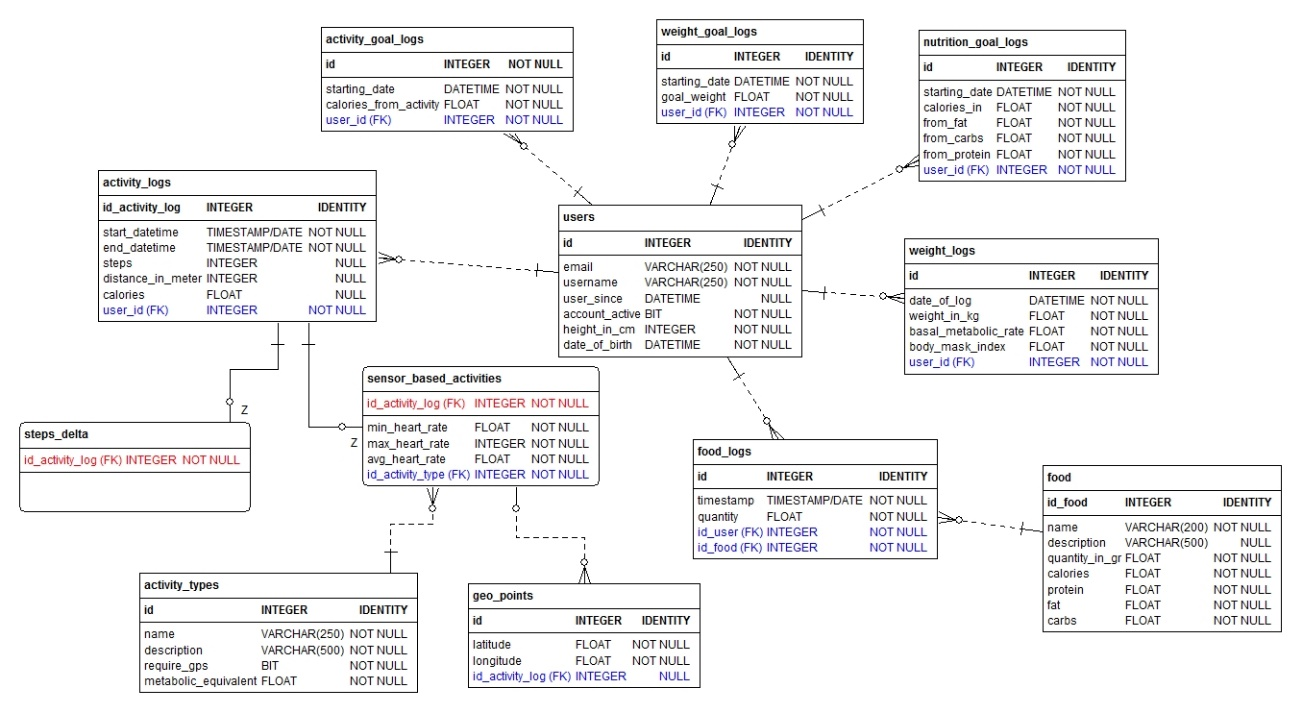 activity_goal_logs
id INTEGER NOT NULL
starting_date DATETIME NOT NULL
calories_from_activity FLOAT NOT NULL
user_id (FK) INTEGER NOT NULL
weight_goal_logs
id INTEGER IDENTITY
starting_date DATETIME NOT NULL
goal_weight FLOAT NOT NULL
user_id (FK) INTEGER NOT NULL
nutrition_goal_logs
id INTEGER IDENTITY
starting_date DATETIME NOT NULL
calories_in FLOAT NOT NULL
from_fat FLOAT NOT NULL
from_carbs FLOAT NOT NULL
from_protein FLOAT NOT NULL
user_id (FK) INTEGER NOT NULL
activity_logs
id_activity_log INTEGER IDENTITY
start_datetime TIMESTAMP/DATE NOT NULL
end_datetime TIMESTAMP/DATE NOT NULL
steps INTEGER NULL
distance_in_meter INTEGER NULL
calories FLOAT NULL
user_id (FK) INTEGER NOT NULL
users
id INTEGER IDENTITY
email VARCHAR(250) NOT NULL
username VARCHAR(250) NOT NULL
user_since DATETIME NULL
account_active BIT NOT NULL
height_in_cm INTEGER NOT NULL
date_of_birth DATETIME NOT NULL
weight_logs
id INTEGER IDENTITY
date_of_log DATETIME NOT NULL
weight_in_kg FLOAT NOT NULL
basal_metabolic_rate FLOAT NOT NULL
body_mask_index FLOAT NOT NULL
user_id (FK) INTEGER NOT NULL
sensor_based_activities
id_activity_log (FK) INTEGER NOT NULL
min_heart_rate FLOAT NOT NULL
max_heart_rate INTEGER NOT NULL
avg_heart_rate FLOAT NOT NULL
id_activity_type (FK) INTEGER NOT NULL
Z
Z
steps_delta
id_activity_log (FK) INTEGER NOT NULL
food_logs
id INTEGER IDENTITY
timestamp TIMESTAMP/DATE NOT NULL
quantity FLOAT NOT NULL
id_user (FK) INTEGER NOT NULL
id_food (FK) INTEGER NOT NULL
food
id_food INTEGER IDENTITY
name VARCHAR(200) NOT NULL
description VARCHAR(500) NULL
quantity_in_gr FLOAT NOT NULL
calories FLOAT NOT NULL
protein FLOAT NOT NULL
fat FLOAT NOT NULL
carbs FLOAT NOT NULL
activity_types
id INTEGER IDENTITY
name VARCHAR(250) NOT NULL
description VARCHAR(500) NOT NULL
require_gps BIT NOT NULL
metabolic_equivalent FLOAT NOT NULL
geo_points
id INTEGER IDENTITY
latitude FLOAT NOT NULL
longitude FLOAT NOT NULL
id_activity_log (FK) INTEGER NULL